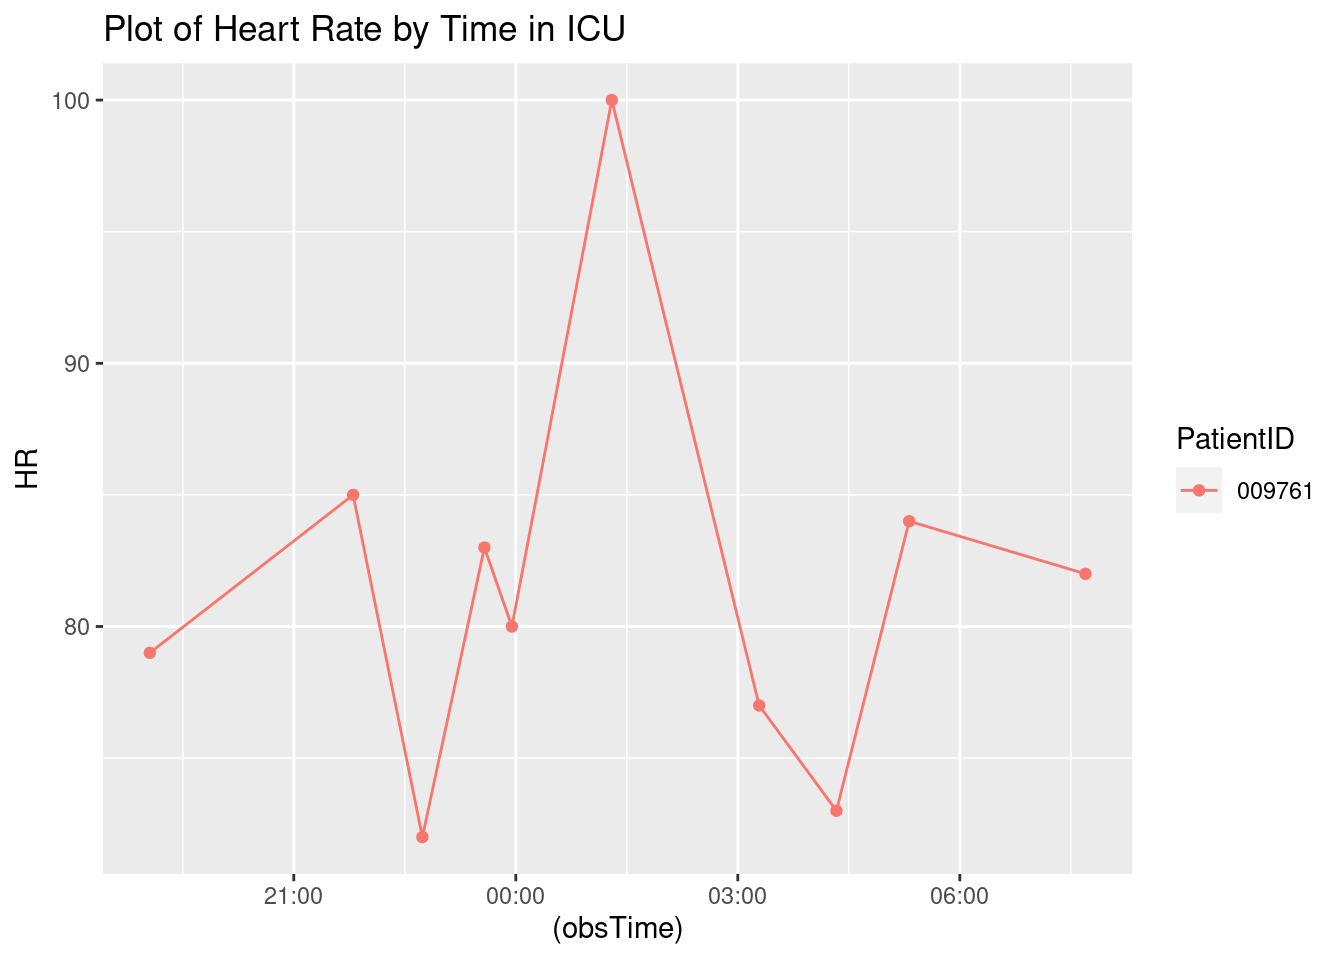 Plot of Heart Rate by Time in ICU
100
90
80
HR
21:00 00:00 03:00 06:00
(obsTime)
PatientID
009761